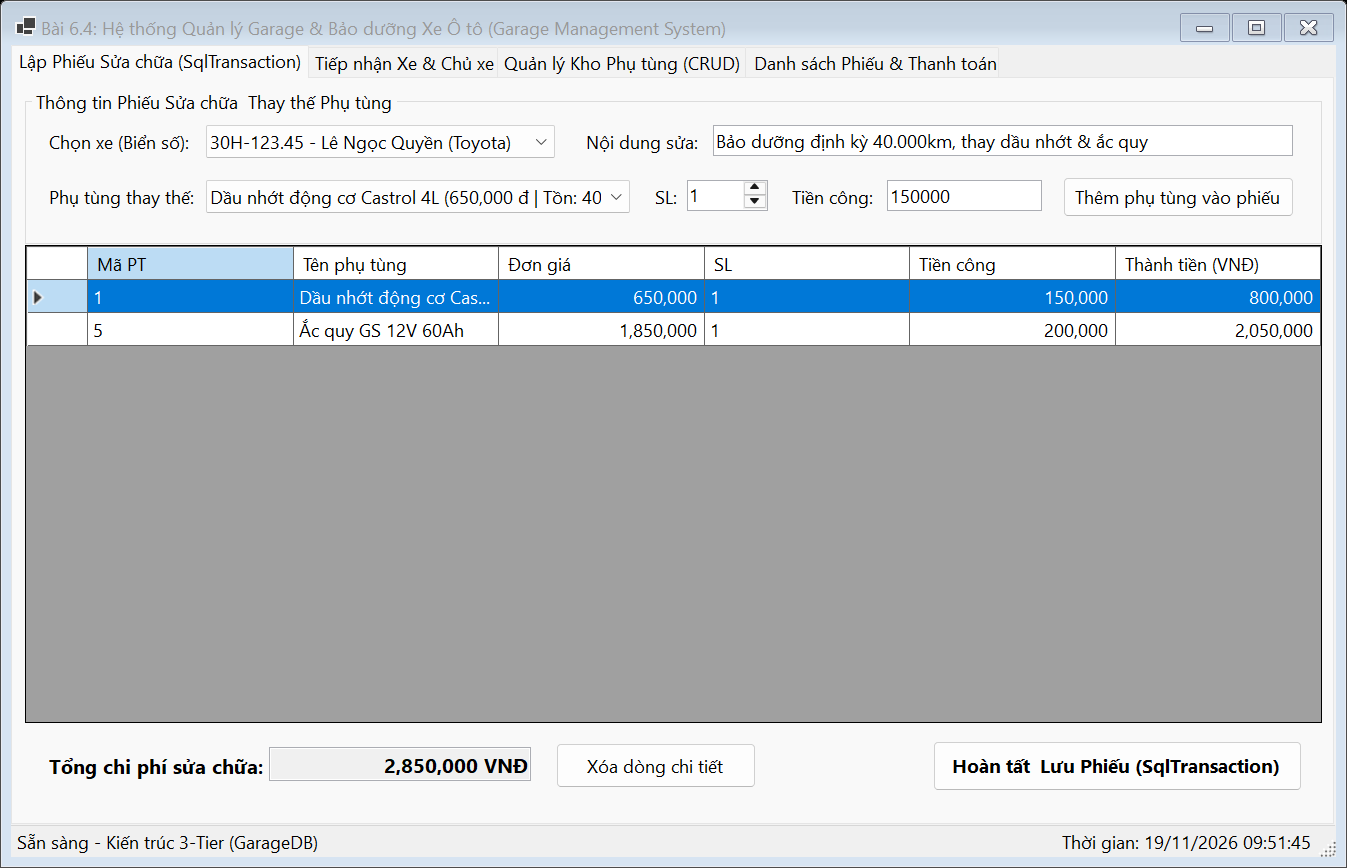 Bài 6.4: Hệ thống Quản lý Garage & Bảo dưỡng Xe Ô tô (Garage Management System)
Lập Phiếu Sửa chữa (SqlTransaction) Tiếp nhận Xe & Chủ xe Quản lý Kho Phụ tùng (CRUD) Danh sách Phiếu & Thanh toán
Thông tin Phiếu Sửa chữa Thay thế Phụ tùng
Chọn xe (Biển số): 30H-123.45 - Lê Ngọc Quyền (Toyota) Nội dung sửa: Bảo dưỡng định kỳ 40.000km, thay dầu nhớt & ắc quy
Phụ tùng thay thế: Dầu nhớt động cơ Castrol 4L (650,000 đ | Tồn: 40 SL: 1 Tiền công: 150000 Thêm phụ tùng vào phiếu
Mã PT Tên phụ tùng Đơn giá SL Tiền công Thành tiền (VNĐ)
1 Dầu nhớt động cơ Cas... 650,000 1 150,000 800,000
5 Ắc quy GS 12V 60Ah 1,850,000 1 200,000 2,050,000
Tổng chi phí sửa chữa: 2,850,000 VNĐ Xóa dòng chi tiết Hoàn tất Lưu Phiếu (SqlTransaction)
Sẵn sàng - Kiến trúc 3-Tier (GarageDB) Thời gian: 19/11/2026 09:51:45